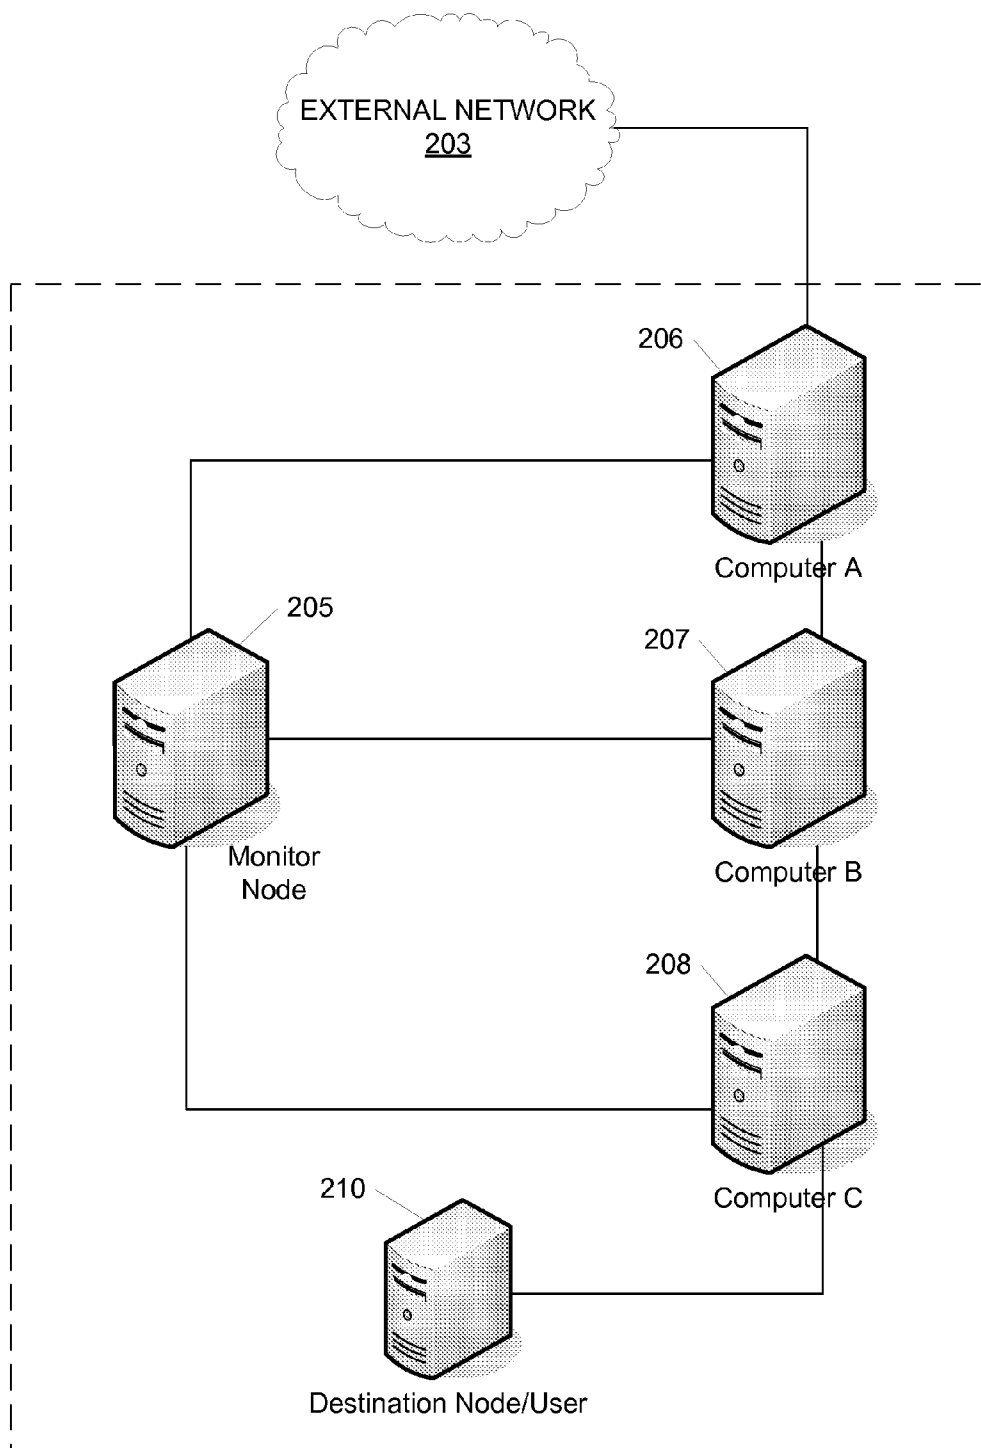 EXTERNAL NETWORK
203
206
Computer A
205
207
Monitor
Node
Computer B
208
Computer C
210
Destination Node/User